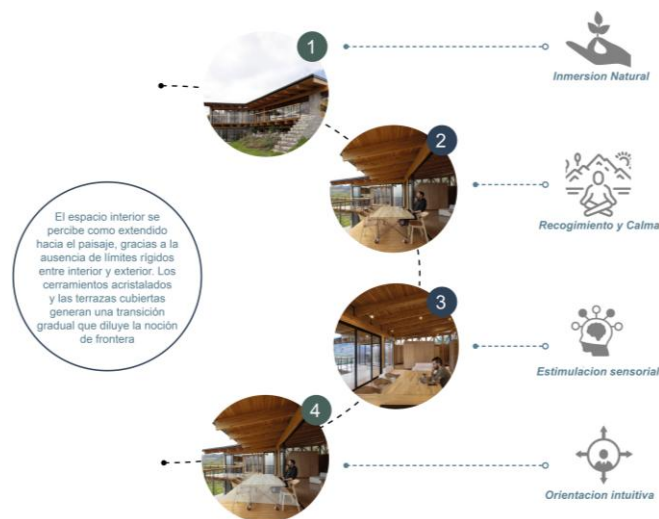 1
Inmersion Natural
2
Recogimiento y Calma
El espacio interior se
percibe como extendido
hacia el paisaje, gracias a la
ausencia de límites rígidos
entre interior y exterior. Los
cerramientos acristalados
y las terrazas cubiertas
generan una transición
gradual que diluye la noción
de frontera
3
Estimulacion sensorial
4
Orientacion intuitiva